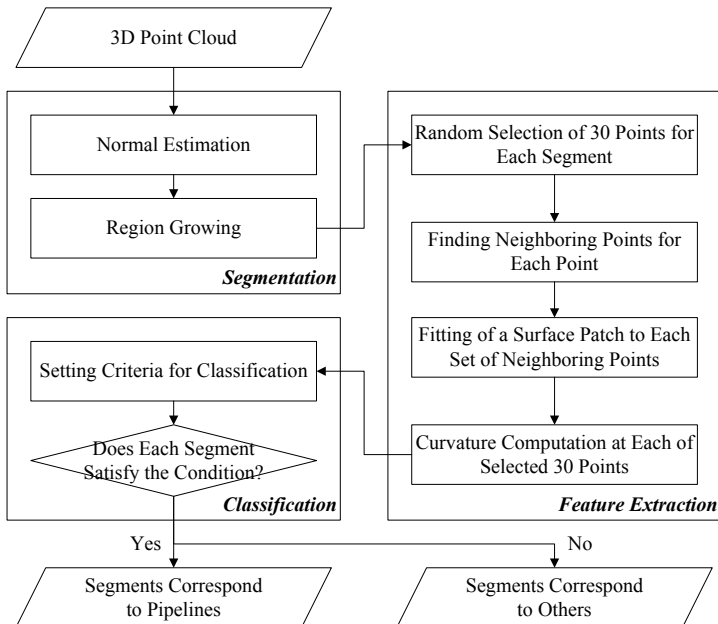 3D Point Cloud
Normal Estimation
Region Growing
Segmentation
Random Selection of 30 Points for
Each Segment
Finding Neighboring Points for
Each Point
Fitting of a Surface Patch to Each
Set of Neighboring Points
Curvature Computation at Each of
Selected 30 Points
Feature Extraction
Setting Criteria for Classification
Does Each Segment
Satisfy the Condition?
Classification
Yes
No
Segments Correspond
to Pipelines
Segments Correspond
to Others